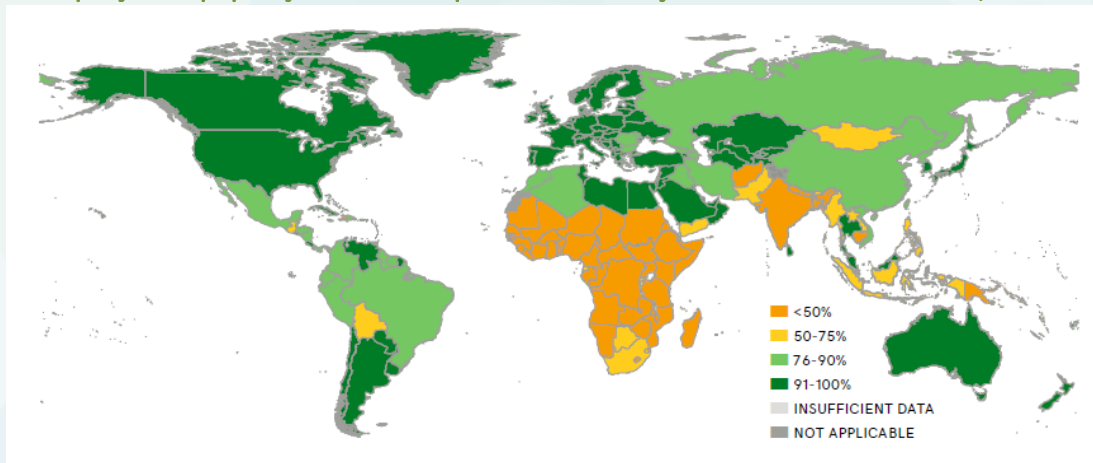 <50%
50-75%
76-90%
91-100%
INSUFFICIENT DATA
NOT APPLICABLE